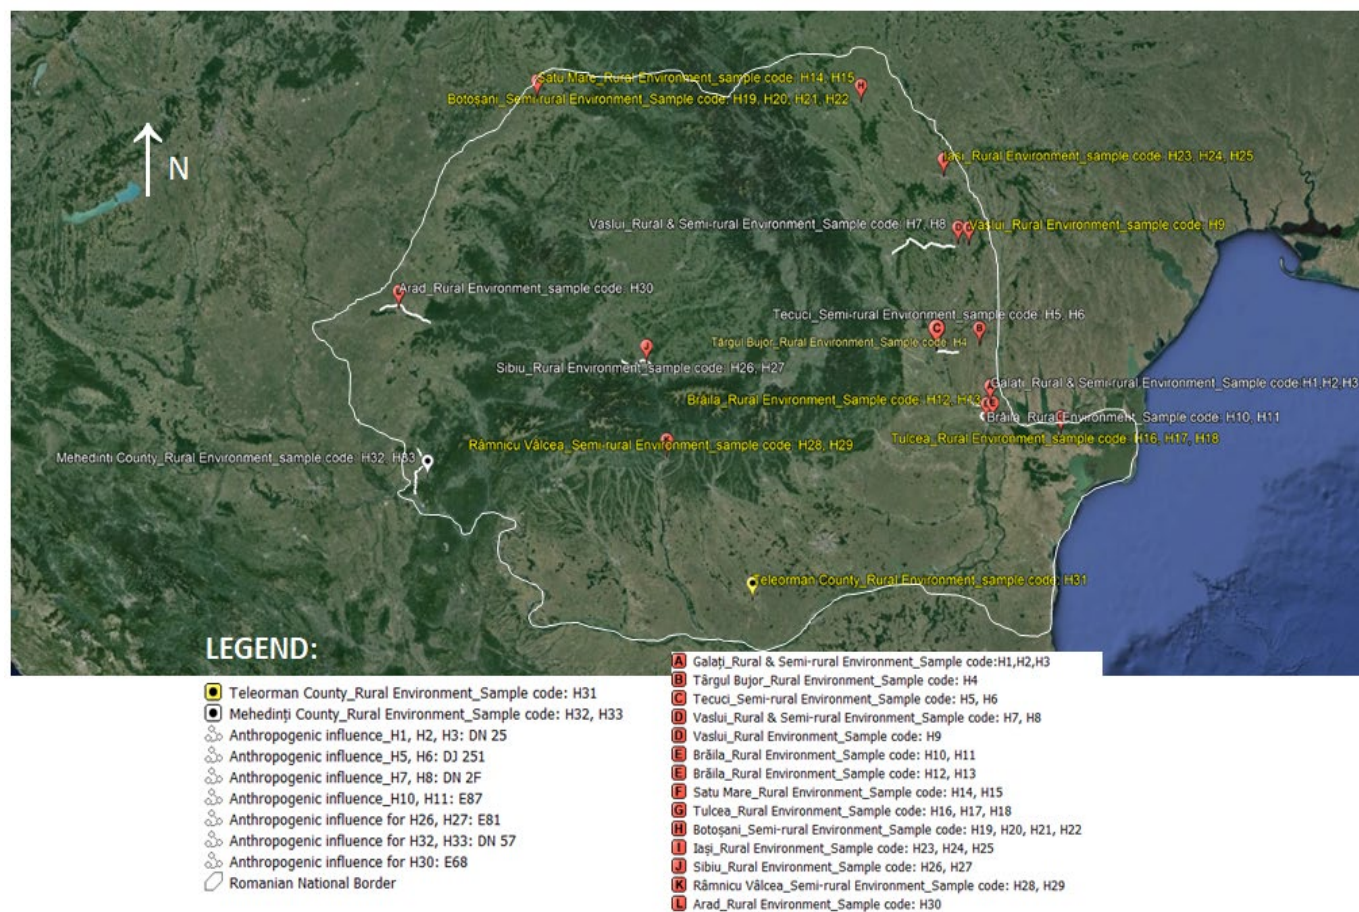 Satu Mare_Rural Environment_sample code: H14, H15
Botoșani_Semi-rural Environment_Sample code: H19, H20, H21, H22
H
N
Iași_Rural Environment_sample code: H23, H24, H25
Vaslui_Rural & Semi-rural Environment_Sample code: H7, H8
D
Vaslui_Rural Environment_sample code: H9
Arad_Rural Environment_sample code: H30
Tecuci_Semi-rural Environment_sample code: H5, H6
C
B
Târgul Bujor_Rural Environment_sample code: H4
J
Sibiu_Rural Environment_sample code: H26, H27
Galați_Rural & Semi-rural Environment_Sample code:H1,H2,H3
Brăila_Rural Environment_Sample code: H12, H13
E
Brăila_Rural Environment_Sample code: H10, H11
Tulcea_Rural Environment_sample code: H16, H17, H18
Râmnicu Vâlcea_Semi-rural Environment_sample code: H28, H29
Mehedinti County_Rural Environment_sample code: H32, H33
Teleorman County_Rural Environment_sample code: H31
LEGEND:
Teleorman County_Rural Environment_Sample code: H31
Mehedinți County_Rural Environment_Sample code: H32, H33
Anthropogenic influence_H1, H2, H3: DN 25
Anthropogenic influence_H5, H6: DJ 251
Anthropogenic influence_H7, H8: DN 2F
Anthropogenic influence_H10, H11: E87
Anthropogenic influence for H26, H27: E81
Anthropogenic influence for H32, H33: DN 57
Anthropogenic influence for H30: E68
Romanian National Border
A Galați_Rural & Semi-rural Environment_Sample code:H1,H2,H3
B Târgul Bujor_Rural Environment_Sample code: H4
C Tecuci_Semi-rural Environment_Sample code: H5, H6
D Vaslui_Rural & Semi-rural Environment_Sample code: H7, H8
D Vaslui_Rural Environment_Sample code: H9
E Brăila_Rural Environment_Sample code: H10, H11
E Brăila_Rural Environment_Sample code: H12, H13
F Satu Mare_Rural Environment_Sample code: H14, H15
G Tulcea_Rural Environment_Sample code: H16, H17, H18
H Botoșani_Semi-rural Environment_Sample code: H19, H20, H21, H22
I Iași_Rural Environment_Sample code: H23, H24, H25
J Sibiu_Rural Environment_Sample code: H26, H27
K Râmnicu Vâlcea_Semi-rural Environment_Sample code: H28, H29
L Arad_Rural Environment_Sample code: H30